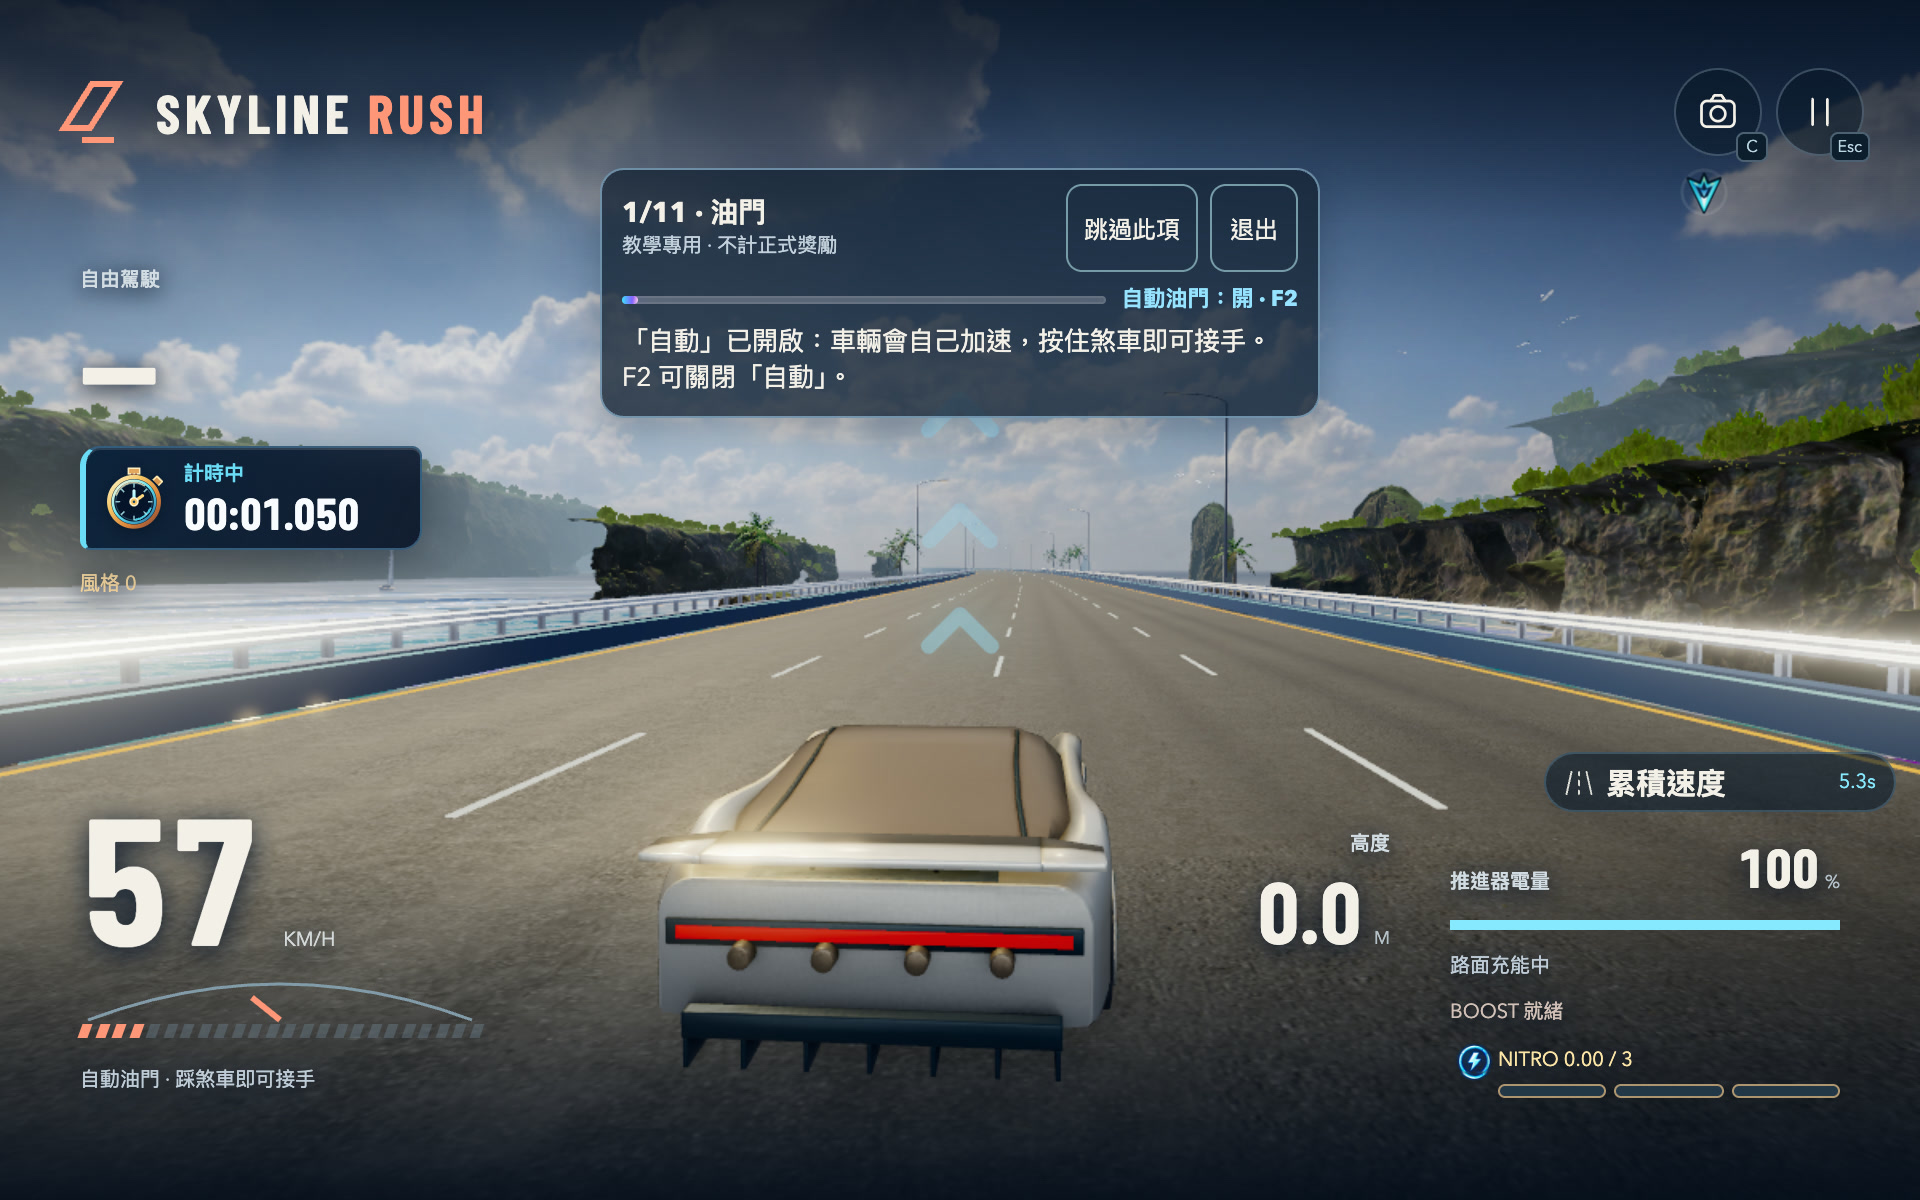 SKYLINE RUSH
C
Esc
1/11 · 油門
教學專用 · 不計正式獎勵
跳過此項
退出
自動油門：開 · F2
「自動」已開啟：車輛會自己加速，按住煞車即可接手。
F2 可關閉「自動」。
自由駕駛
計時中
00:01.050
風格 0
累積速度
5.3s
57
KM/H
自動油門 · 踩煞車即可接手
高度
0.0
M
推進器電量
100
%
路面充能中
BOOST 就緒
NITRO 0.00 / 3